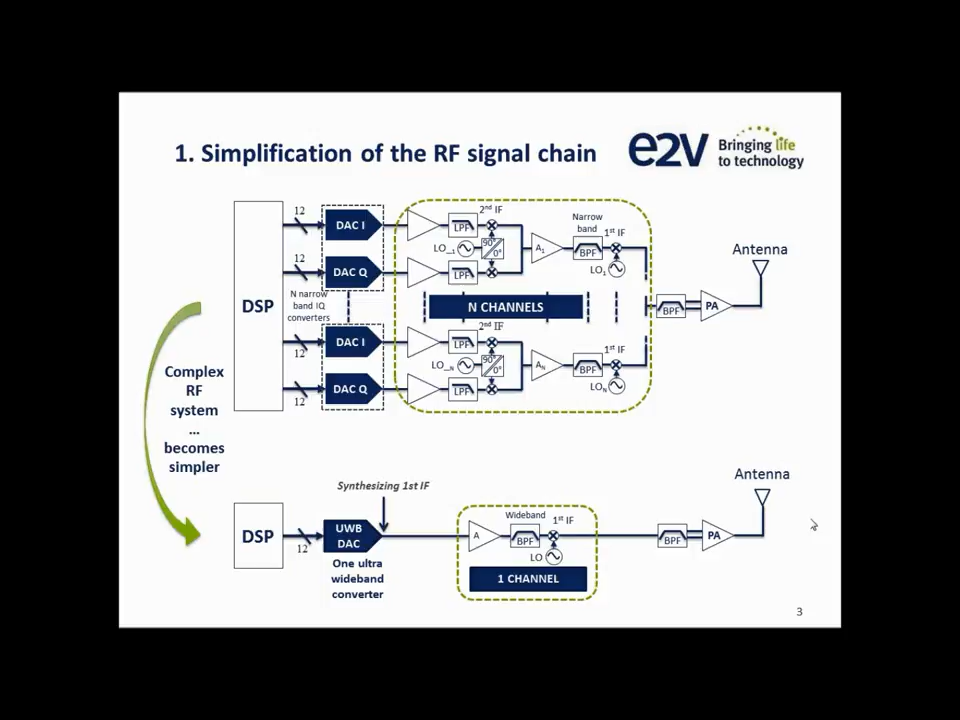 1. Simplification of the RF signal chain
e2v
Bringing life
to technology
12
DAC I
LPF
2nd IF
Narrow
band
1st IF
LO_1
90°
0°
A1
BPF
LO1
12
DAC Q
LPF
Antenna
DSP
N narrow
band IQ
converters
N CHANNELS
BPF
PA
12
DAC I
LPF
2nd IF
1st IF
LO_N
90°
0°
AN
BPF
LON
12
DAC Q
LPF
Complex
RF
system
...
becomes
simpler
Synthesizing 1st IF
Antenna
DSP
12
UWB
DAC
One ultra
wideband
converter
A
Wideband
BPF
1st IF
LO
1 CHANNEL
BPF
PA
3